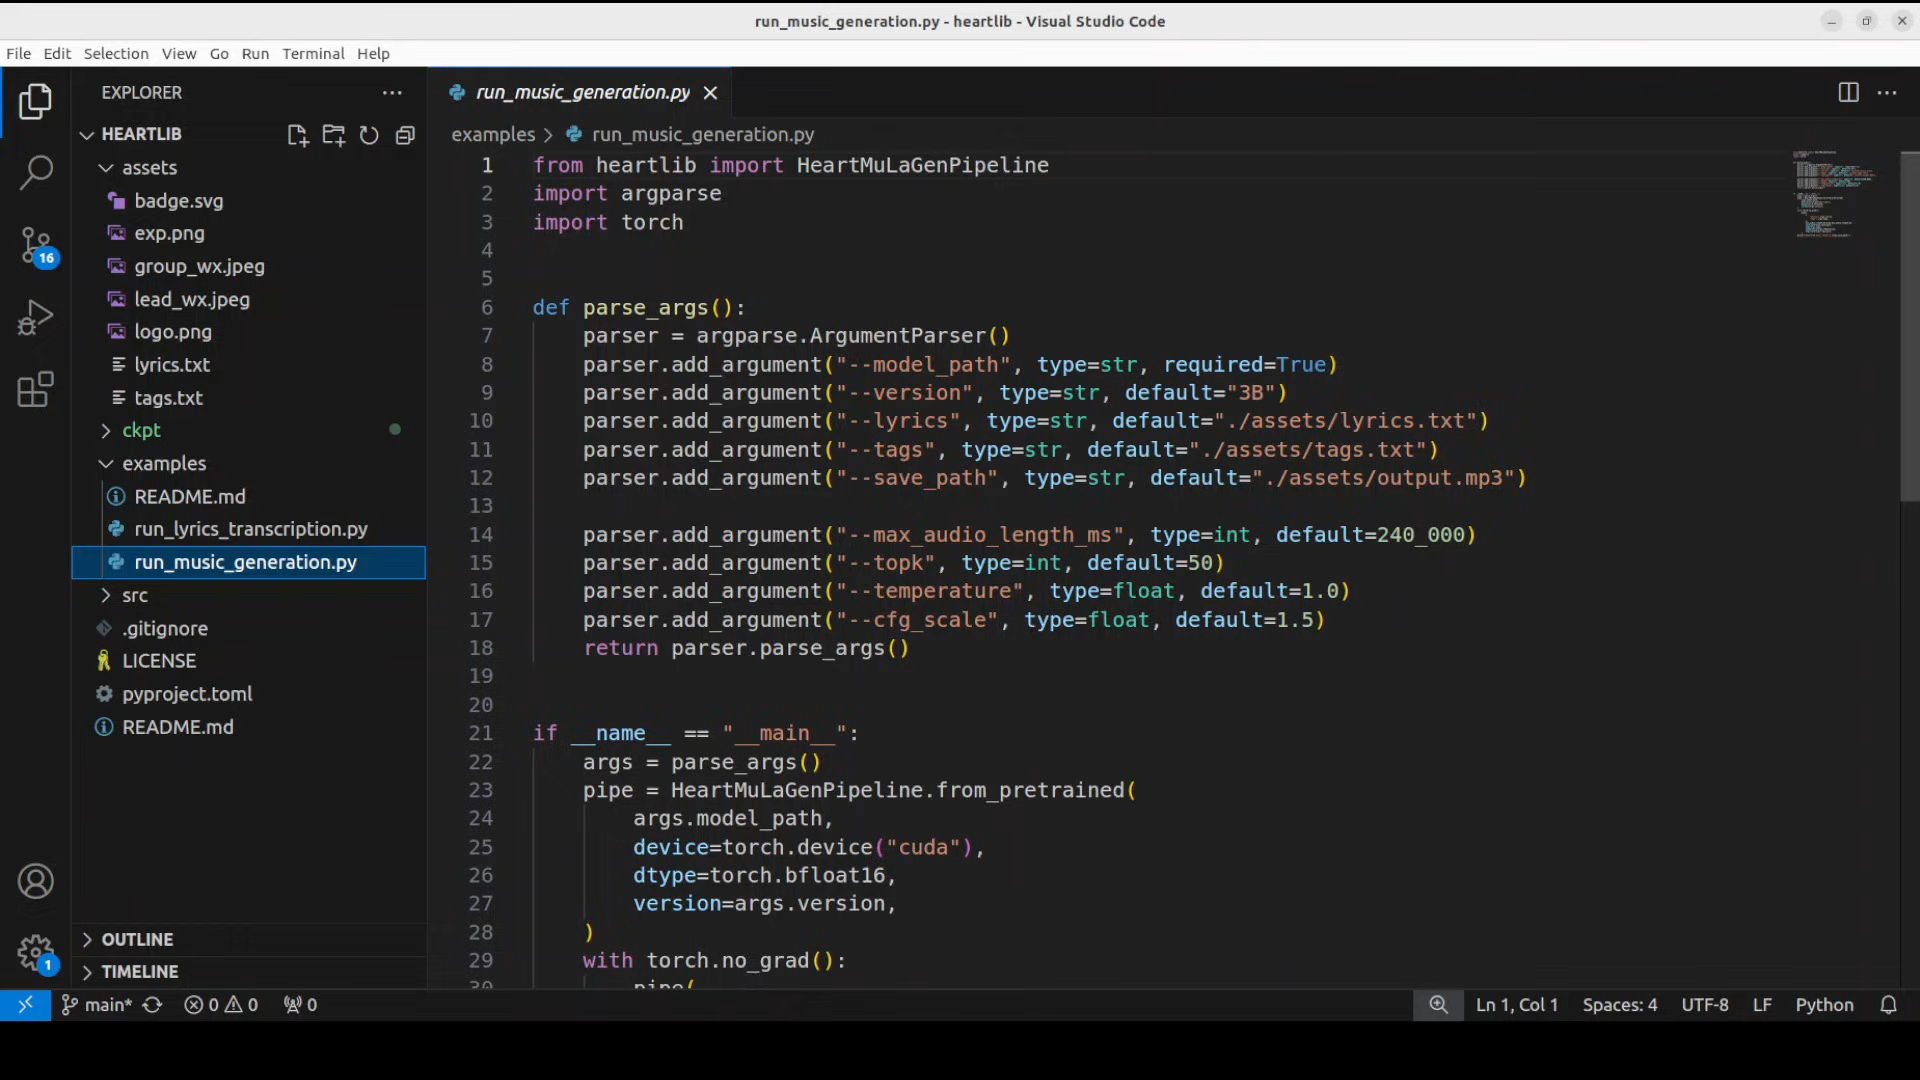 run_music_generation.py - heartlib - Visual Studio Code
File Edit Selection View Go Run Terminal Help
EXPLORER
HEARTLIB
assets
badge.svg
exp.png
group_wx.jpeg
lead_wx.jpeg
logo.png
lyrics.txt
tags.txt
ckpt
examples
README.md
run_lyrics_transcription.py
run_music_generation.py
src
.gitignore
LICENSE
pyproject.toml
README.md
OUTLINE
TIMELINE
16
1
run_music_generation.py
examples > run_music_generation.py
1 from heartlib import HeartMuLaGenPipeline
2 import argparse
3 import torch
4
5
6 def parse_args():
7     parser = argparse.ArgumentParser()
8     parser.add_argument("--model_path", type=str, required=True)
9     parser.add_argument("--version", type=str, default="3B")
10     parser.add_argument("--lyrics", type=str, default="./assets/lyrics.txt")
11     parser.add_argument("--tags", type=str, default="./assets/tags.txt")
12     parser.add_argument("--save_path", type=str, default="./assets/output.mp3")
13
14     parser.add_argument("--max_audio_length_ms", type=int, default=240_000)
15     parser.add_argument("--topk", type=int, default=50)
16     parser.add_argument("--temperature", type=float, default=1.0)
17     parser.add_argument("--cfg_scale", type=float, default=1.5)
18     return parser.parse_args()
19
20
21 if __name__ == "__main__":
22     args = parse_args()
23     pipe = HeartMuLaGenPipeline.from_pretrained(
24         args.model_path,
25         device=torch.device("cuda"),
26         dtype=torch.bfloat16,
27         version=args.version,
28     )
29     with torch.no_grad():
30         pipe(
main* 0 0 0 Ln 1, Col 1 Spaces: 4 UTF-8 LF Python